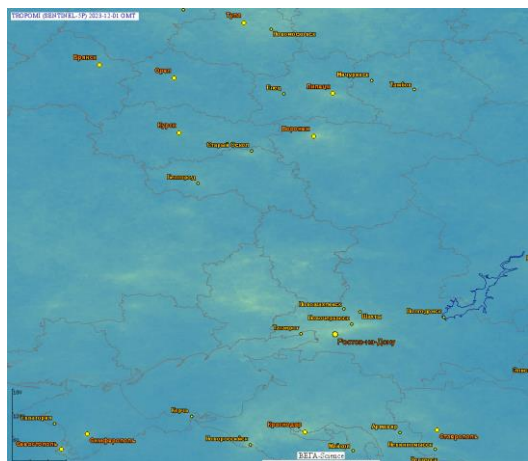 TROPOMI (SENTINEL-5P) 2023-12-01 GMT
Тула
Новомосковск
Брянск
Орел
Елец
Липецк
Мичуринск
Тамбов
Курск
Старый Оскол
Воронеж
Белгород
Новошахтинск
Шахты
Новочеркасск
Таганрог
Ростов-на-Дону
Волгодонск
Керчь
Евпатория
Симферополь
Севастополь
Новороссийск
Краснодар
Майкоп
Армавир
Ставрополь
Невинномысск
ВЕГА-Science